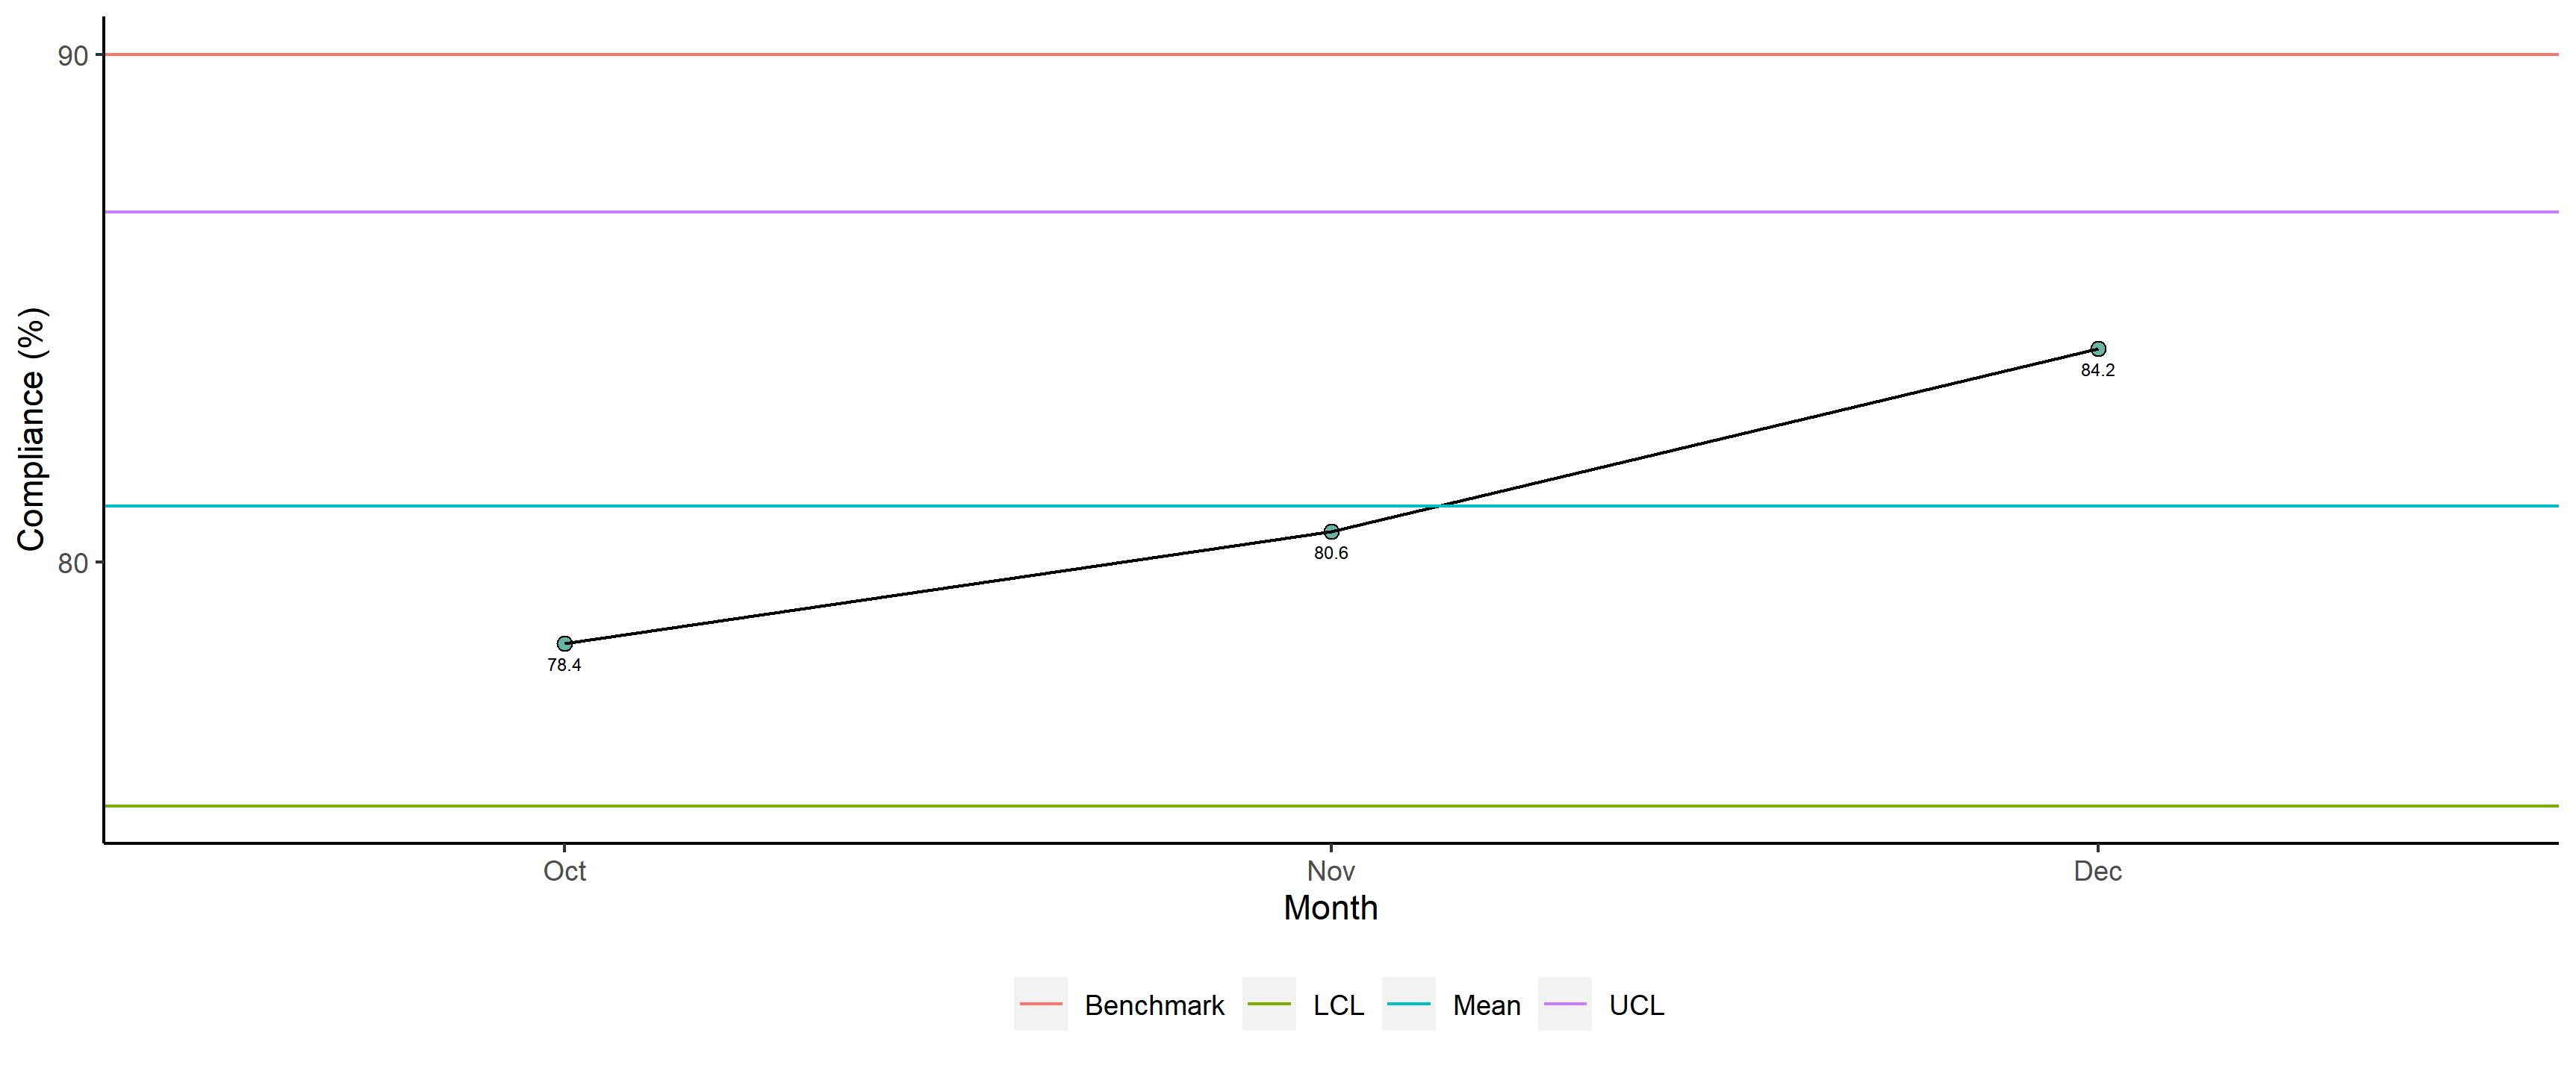 Compliance (%)
90
80
84.2
80.6
78.4
Oct Nov Dec
Month
Benchmark LCL Mean UCL